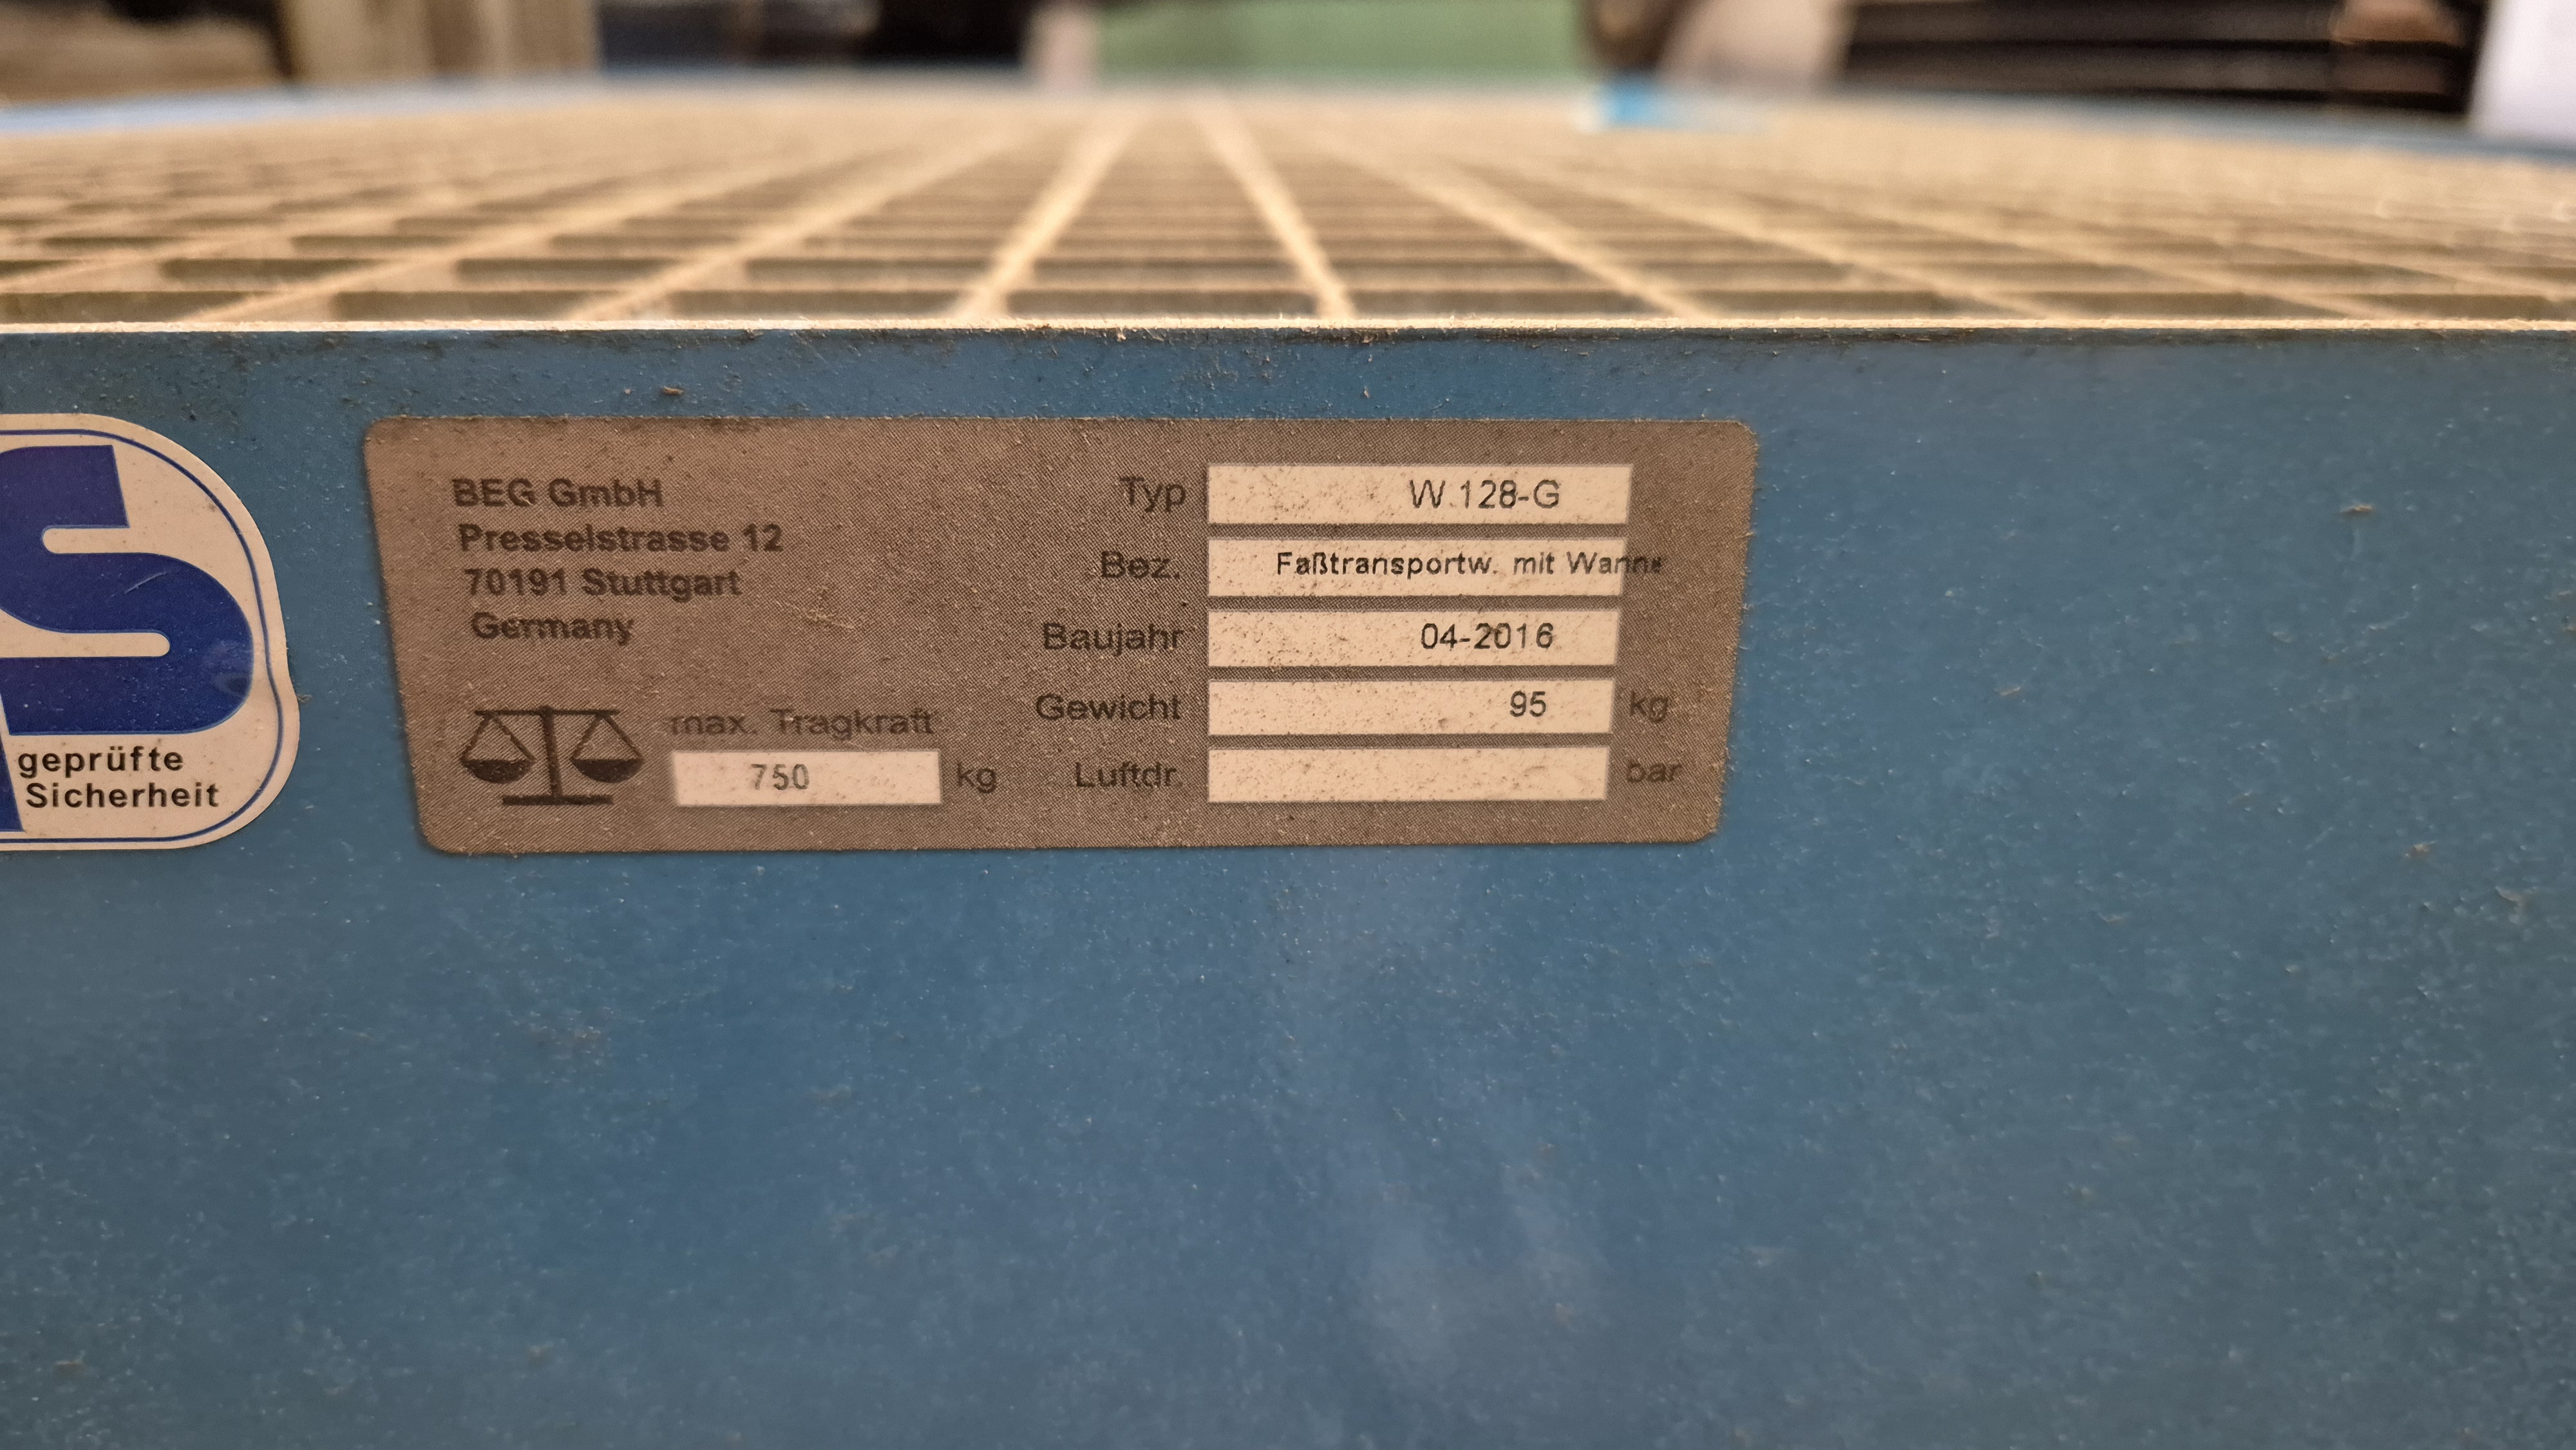 S
geprüfte
Sicherheit
BEG GmbH
Presselstrasse 12
70191 Stuttgart
Germany
max. Tragkraft
750 kg
Typ W.128-G
Bez. Faßtransportw. mit Wanne
Baujahr 04-2016
Gewicht 95 kg
Luftdr. bar